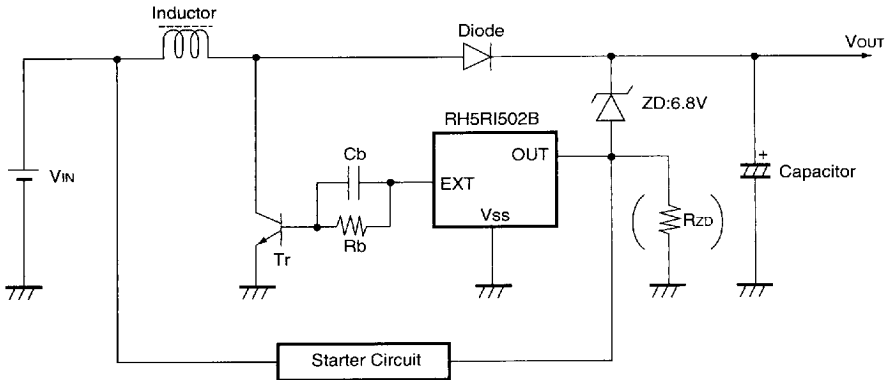 Inductor
Diode
VOUT
ZD:6.8V
RH5RI502B
OUT
EXT
VSS
Cb
Rb
Tr
VIN
+
Capacitor
( RZD )
Starter Circuit